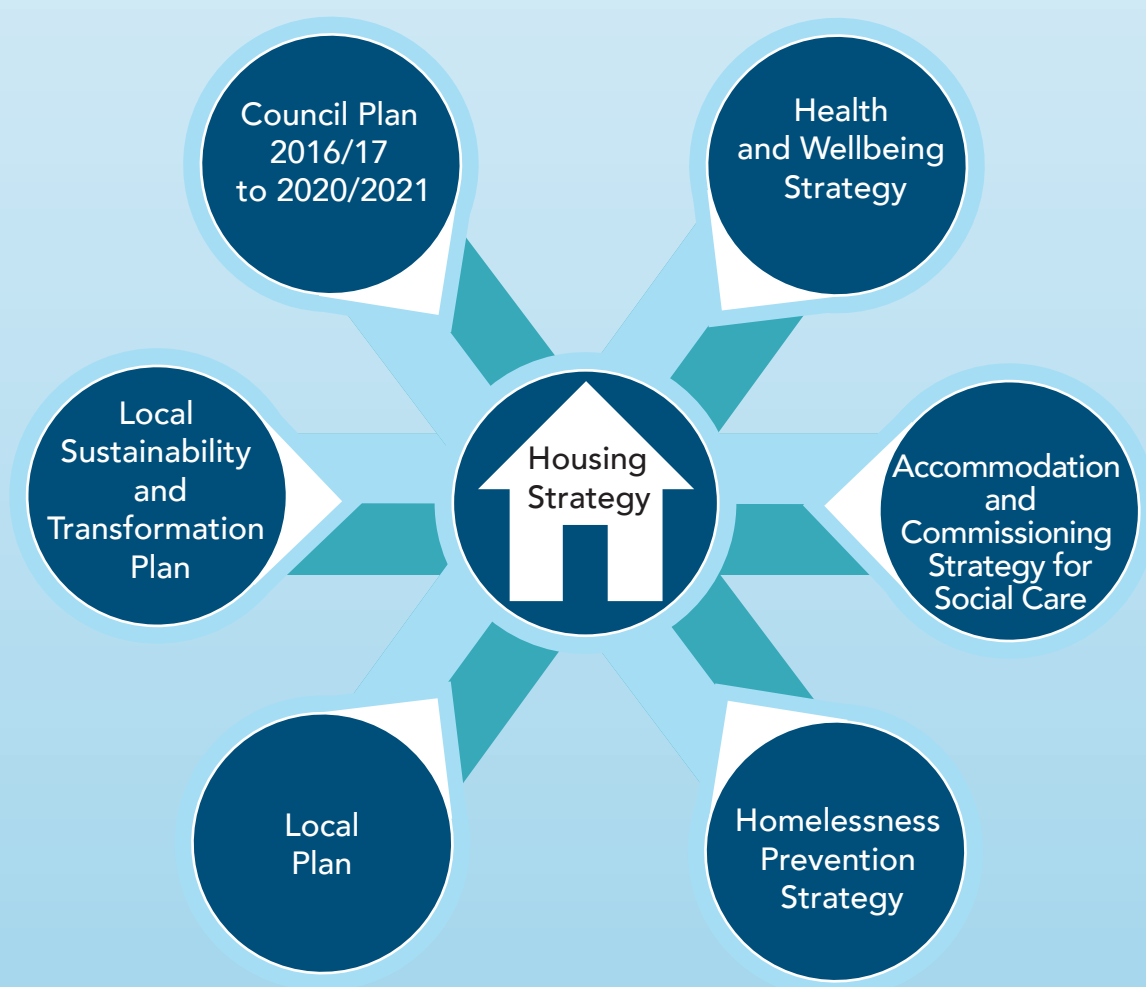 Council Plan
2016/17
to 2020/2021
Health
and Wellbeing
Strategy
Local
Sustainability
and
Transformation
Plan
Housing
Strategy
Accommodation
and
Commissioning
Strategy for
Social Care
Local
Plan
Homelessness
Prevention
Strategy